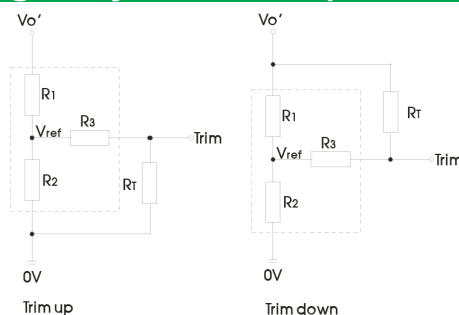 Vo'
R1
Vref
R3
Trim
R2
RT
0V
Trim up
Vo'
R1
RT
Vref
R3
Trim
R2
0V
Trim down